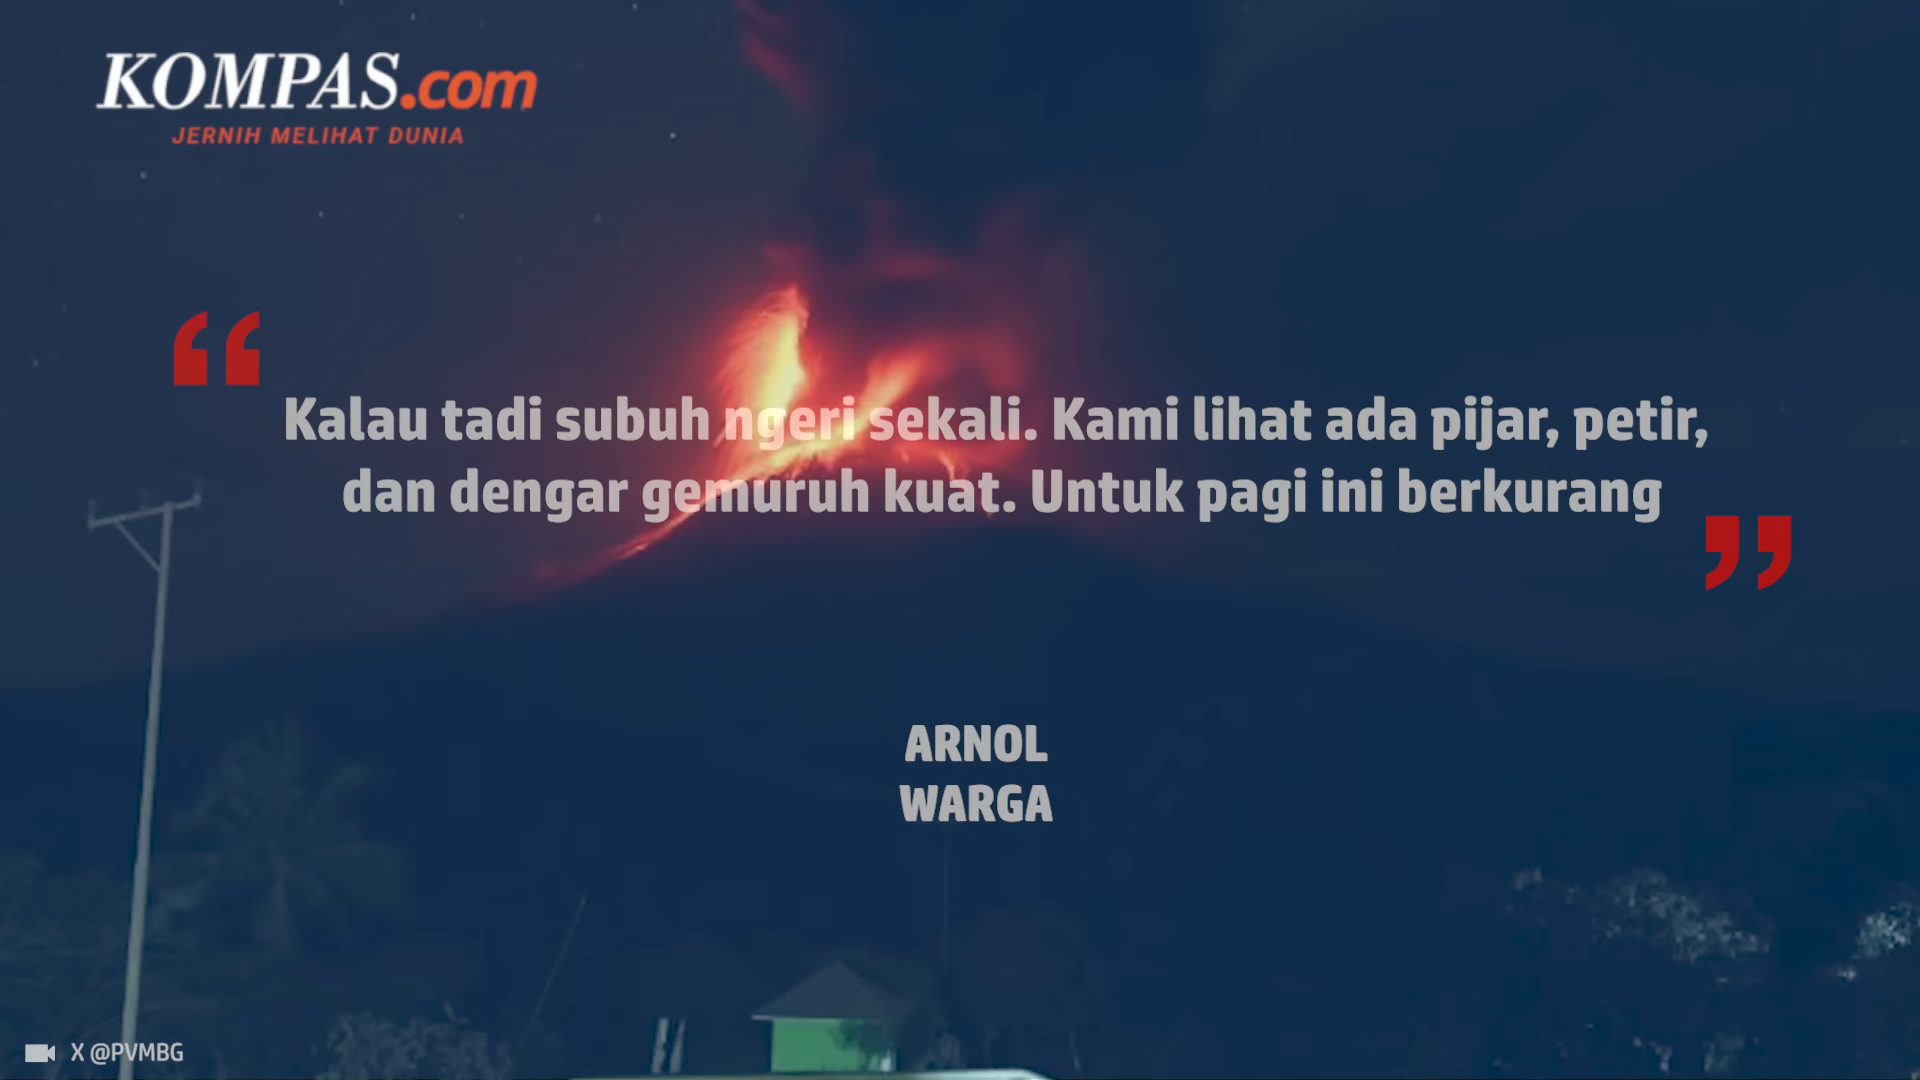 KOMPAS.com
JERNIH MELIHAT DUNIA
“
Kalau tadi subuh ngeri sekali. Kami lihat ada pijar, petir,
dan dengar gemuruh kuat. Untuk pagi ini berkurang
”
ARNOL
WARGA
X @PVMBG